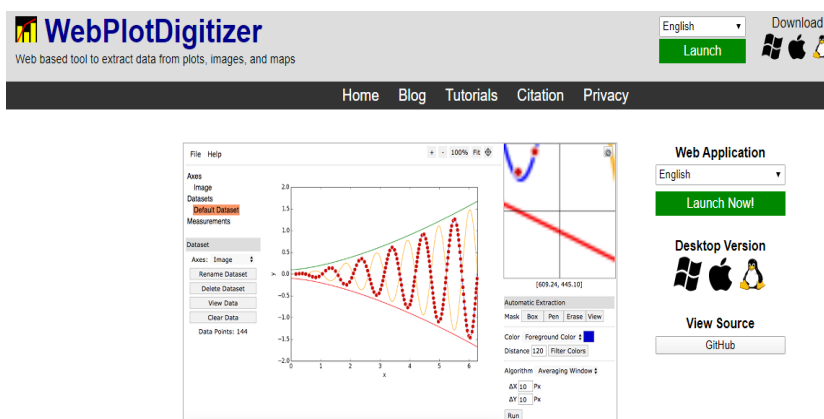 WebPlotDigitizer
Web based tool to extract data from plots, images, and maps
English
Launch
Download
Home Blog Tutorials Citation Privacy
File Help
+ - 100% Fit
Axes
Image
Datasets
Default Dataset
Measurements
Dataset
Axes: Image
Rename Dataset
Delete Dataset
View Data
Clear Data
Data Points: 144
2.0
1.5
1.0
0.5
0.0
−0.5
−1.0
−1.5
−2.0
y
0 1 2 3 4 5 6
x
[609.24, 445.10]
Automatic Extraction
Mask Box Pen Erase View
Color Foreground Color
Distance 120 Filter Colors
Algorithm Averaging Window
ΔX 10 Px
ΔY 10 Px
Run
Web Application
English
Launch Now!
Desktop Version
View Source
GitHub